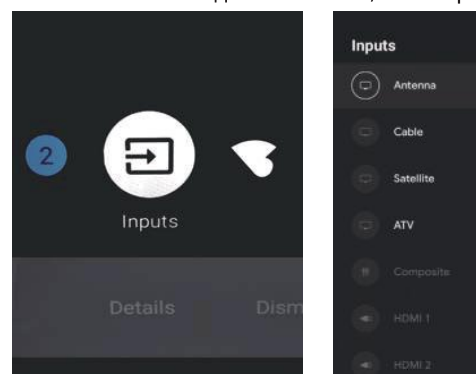 2
Inputs
Details
Dism
Inputs
Antenna
Cable
Satellite
ATV
Composite
HDMI 1
HDMI 2